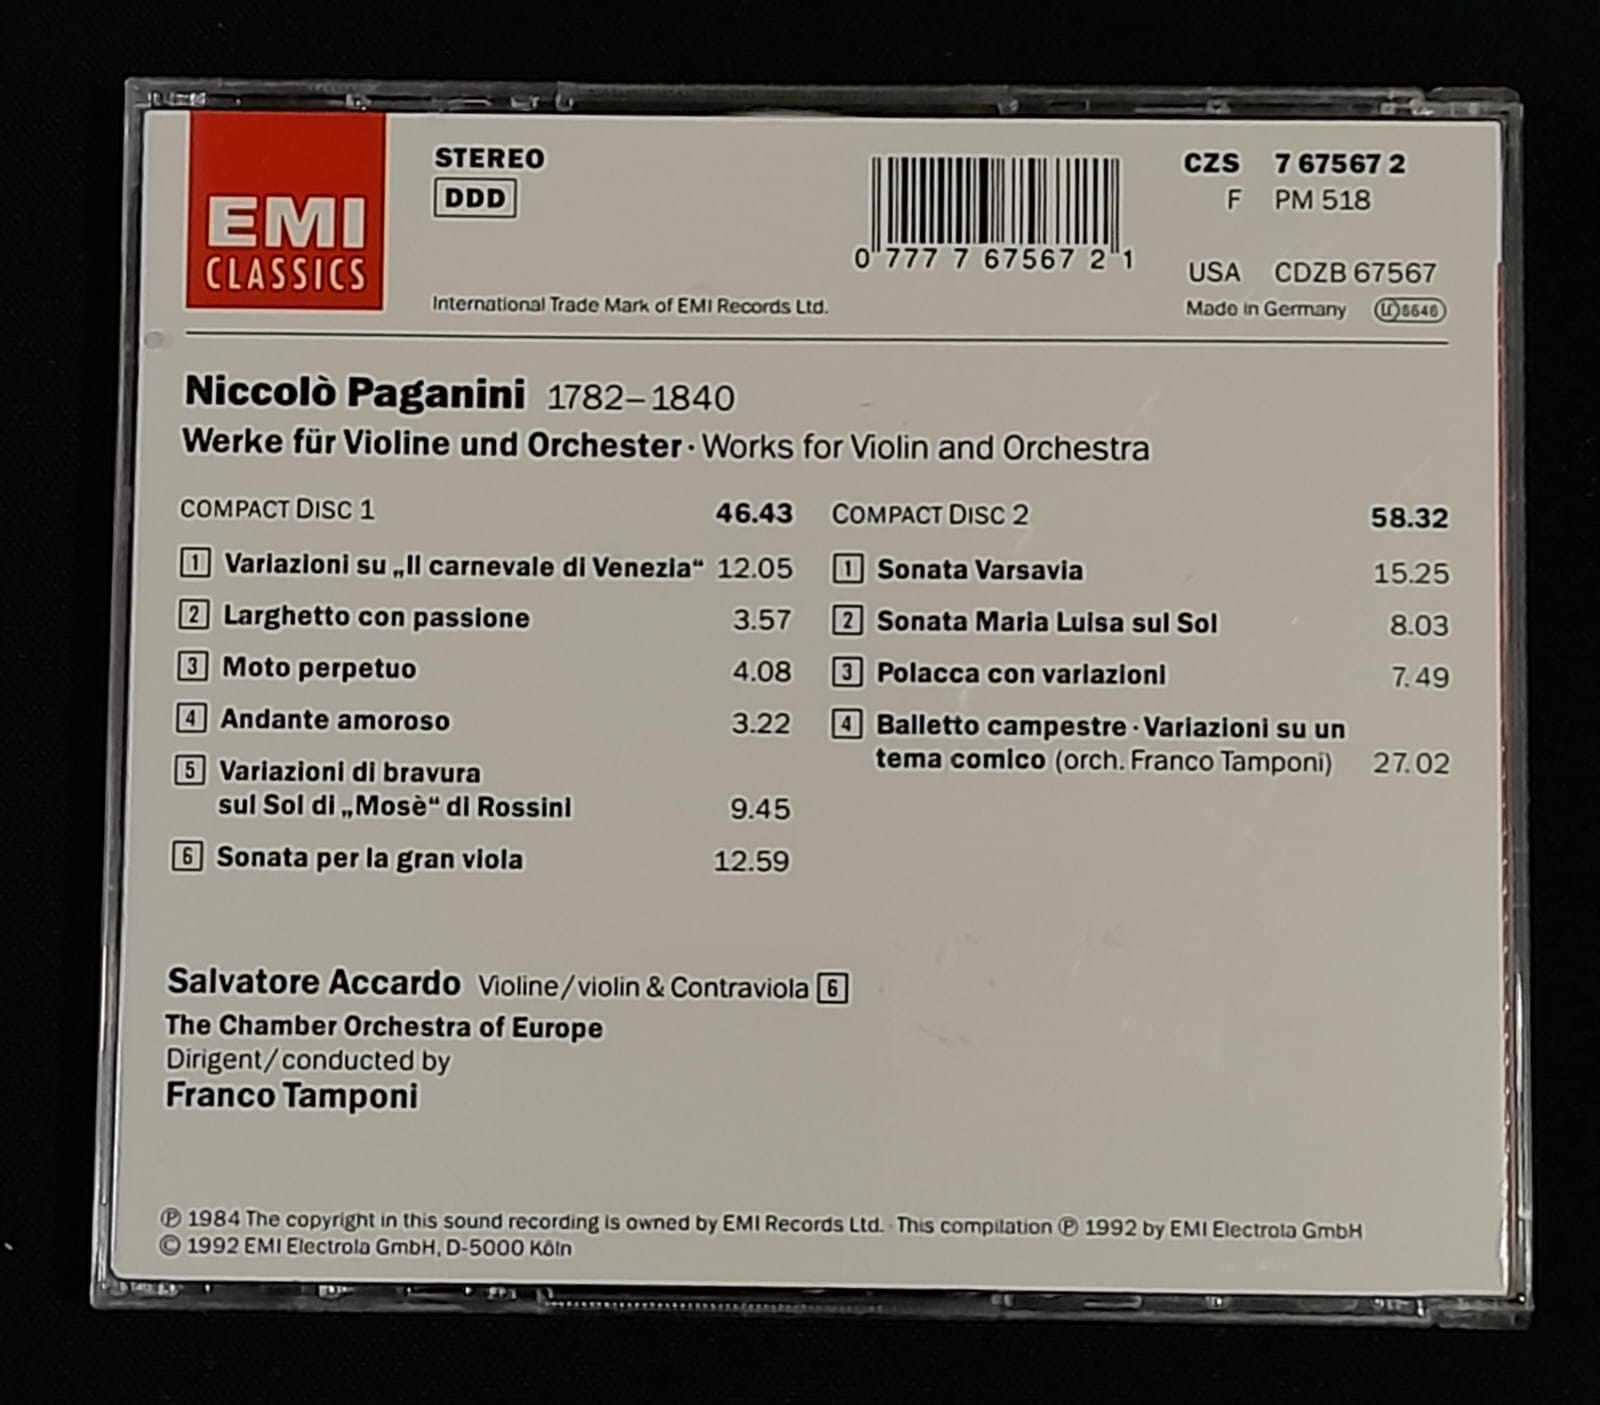 EMI
CLASSICS
STEREO
DDD
International Trade Mark of EMI Records Ltd.
0 777 7 67567 2 1
CZS 7 67567 2
F PM 518
USA CDZB 67567
Made in Germany LC 6646
Niccolò Paganini 1782–1840
Werke für Violine und Orchester · Works for Violin and Orchestra
COMPACT DISC 1 46.43
1 Variazioni su „Il carnevale di Venezia“ 12.05
2 Larghetto con passione 3.57
3 Moto perpetuo 4.08
4 Andante amoroso 3.22
5 Variazioni di bravura
sul Sol di „Mosè“ di Rossini 9.45
6 Sonata per la gran viola 12.59
COMPACT DISC 2 58.32
1 Sonata Varsavia 15.25
2 Sonata Maria Luisa sul Sol 8.03
3 Polacca con variazioni 7.49
4 Balletto campestre · Variazioni su un
tema comico (orch. Franco Tamponi) 27.02
Salvatore Accardo Violine/violin & Contraviola 6
The Chamber Orchestra of Europe
Dirigent/conducted by
Franco Tamponi
℗ 1984 The copyright in this sound recording is owned by EMI Records Ltd. · This compilation ℗ 1992 by EMI Electrola GmbH
© 1992 EMI Electrola GmbH, D-5000 Köln